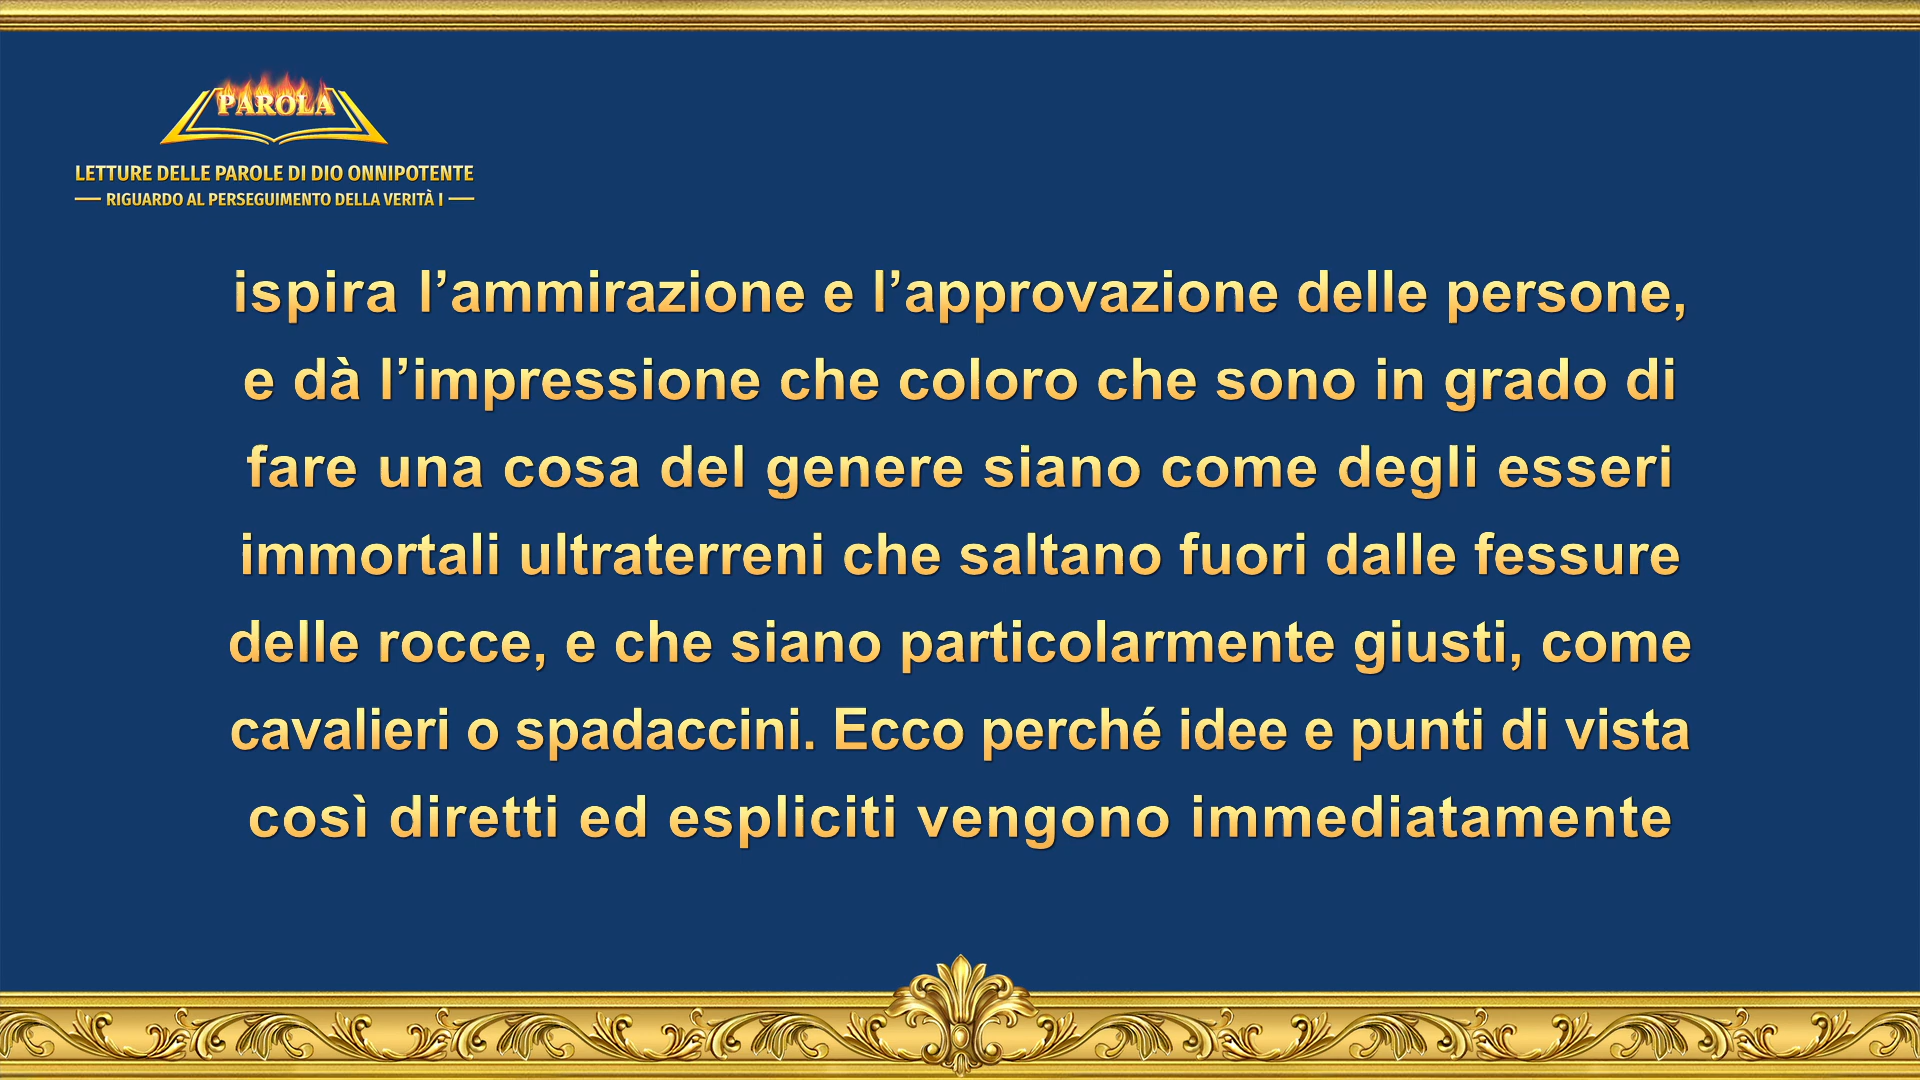 PAROLA
LETTURE DELLE PAROLE DI DIO ONNIPOTENTE
RIGUARDO AL PERSEGUIMENTO DELLA VERITÀ I
ispira l’ammirazione e l’approvazione delle persone,
e dà l’impressione che coloro che sono in grado di
fare una cosa del genere siano come degli esseri
immortali ultraterreni che saltano fuori dalle fessure
delle rocce, e che siano particolarmente giusti, come
cavalieri o spadaccini. Ecco perché idee e punti di vista
così diretti ed espliciti vengono immediatamente